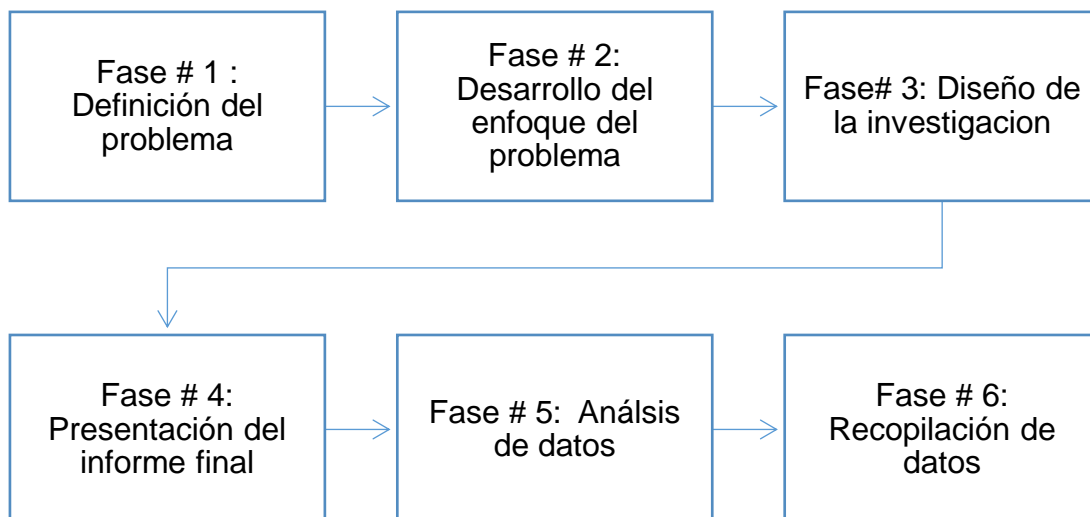 Fase # 1 :
Definición del
problema
Fase # 2:
Desarrollo del
enfoque del
problema
Fase# 3: Diseño de
la investigacion
Fase # 4:
Presentación del
informe final
Fase # 5:  Análsis
de datos
Fase # 6:
Recopilación de
datos